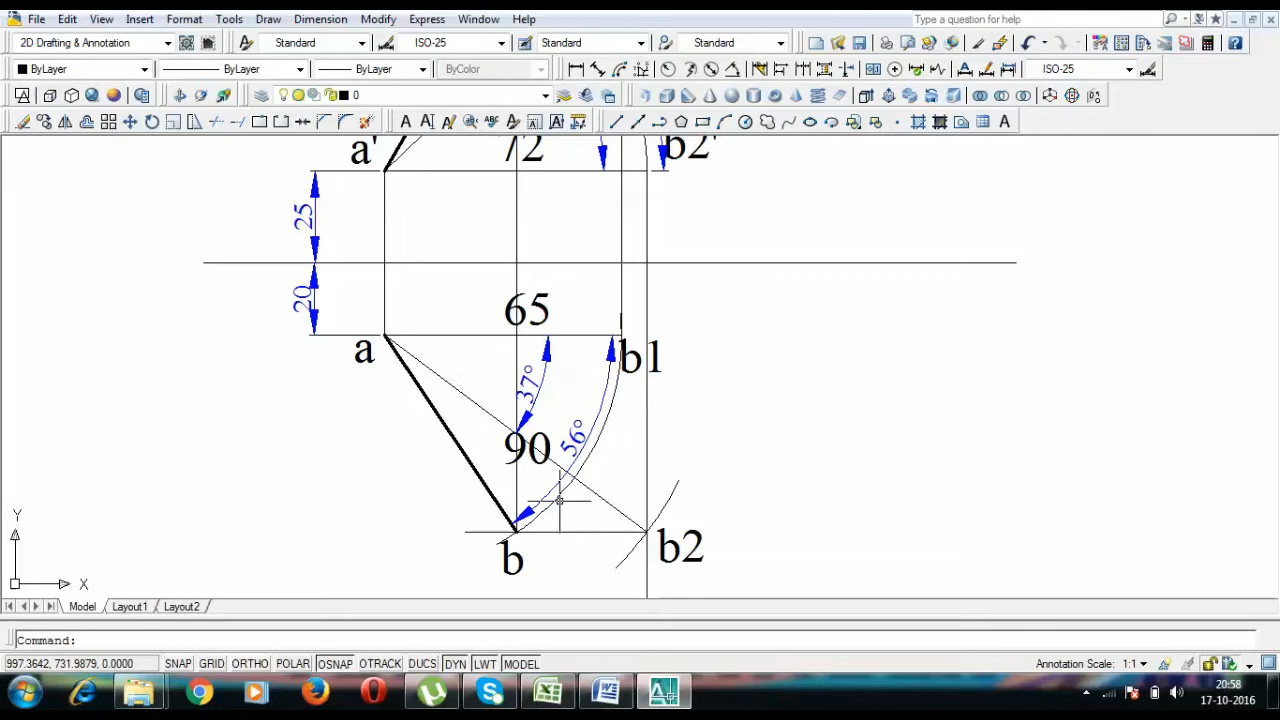 File Edit View Insert Format Tools Draw Dimension Modify Express Window Help Type a question for help
2D Drafting & Annotation Standard ISO-25 Standard Standard
ByLayer ByLayer ByLayer ByColor ISO-25
0
a' 72 b2'
25
65
20
a b1
37°
90 56°
b b2
Y
X
Model Layout1 Layout2
Command:
997.3642, 731.9879, 0.0000 SNAP GRID ORTHO POLAR OSNAP OTRACK DUCS DYN LWT MODEL Annotation Scale: 1:1
20:58
17-10-2016